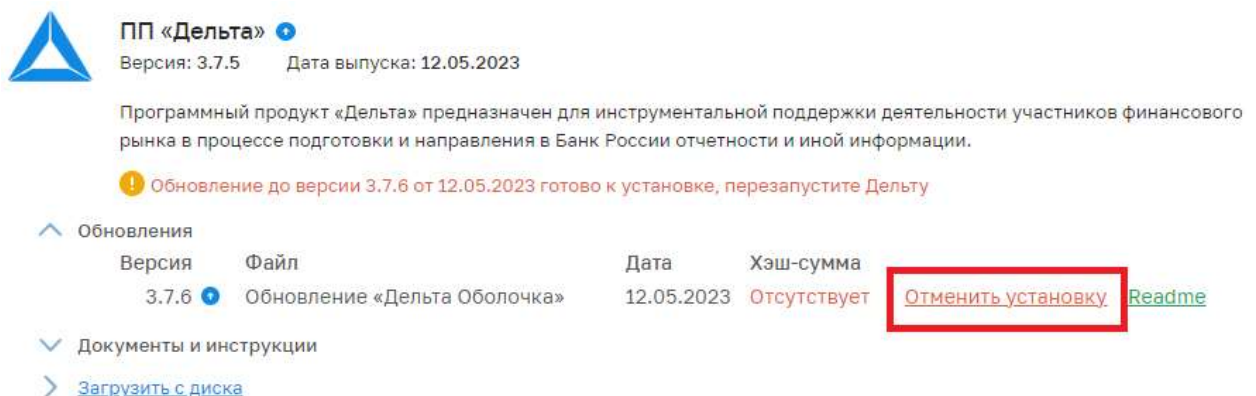 ПП «Дельта»
Версия: 3.7.5 Дата выпуска: 12.05.2023
Программный продукт «Дельта» предназначен для инструментальной поддержки деятельности участников финансового
рынка в процессе подготовки и направления в Банк России отчетности и иной информации.
Обновление до версии 3.7.6 от 12.05.2023 готово к установке, перезапустите Дельту
Обновления
Версия Файл Дата Хэш-сумма
3.7.6 Обновление «Дельта Оболочка» 12.05.2023 Отсутствует Отменить установку Readme
Документы и инструкции
Загрузить с диска